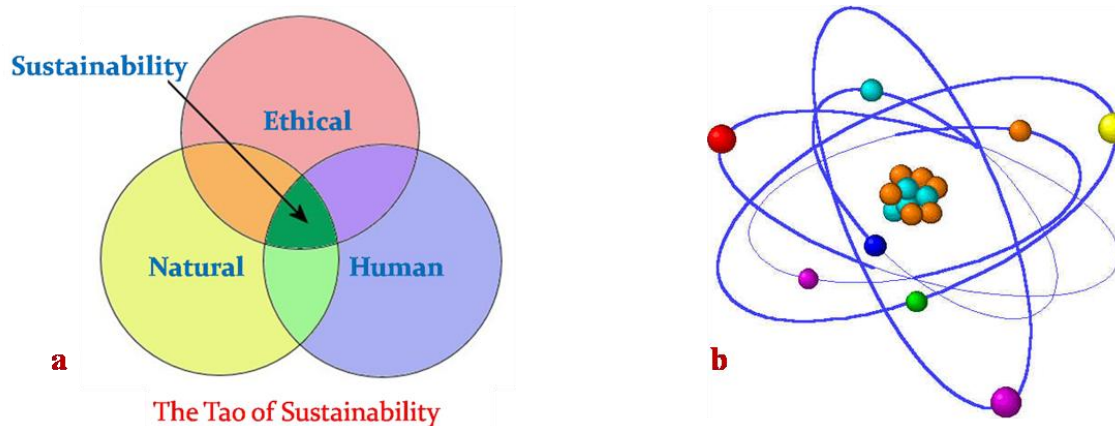 Sustainability
Ethical
Natural
Human
a
The Tao of Sustainability
b